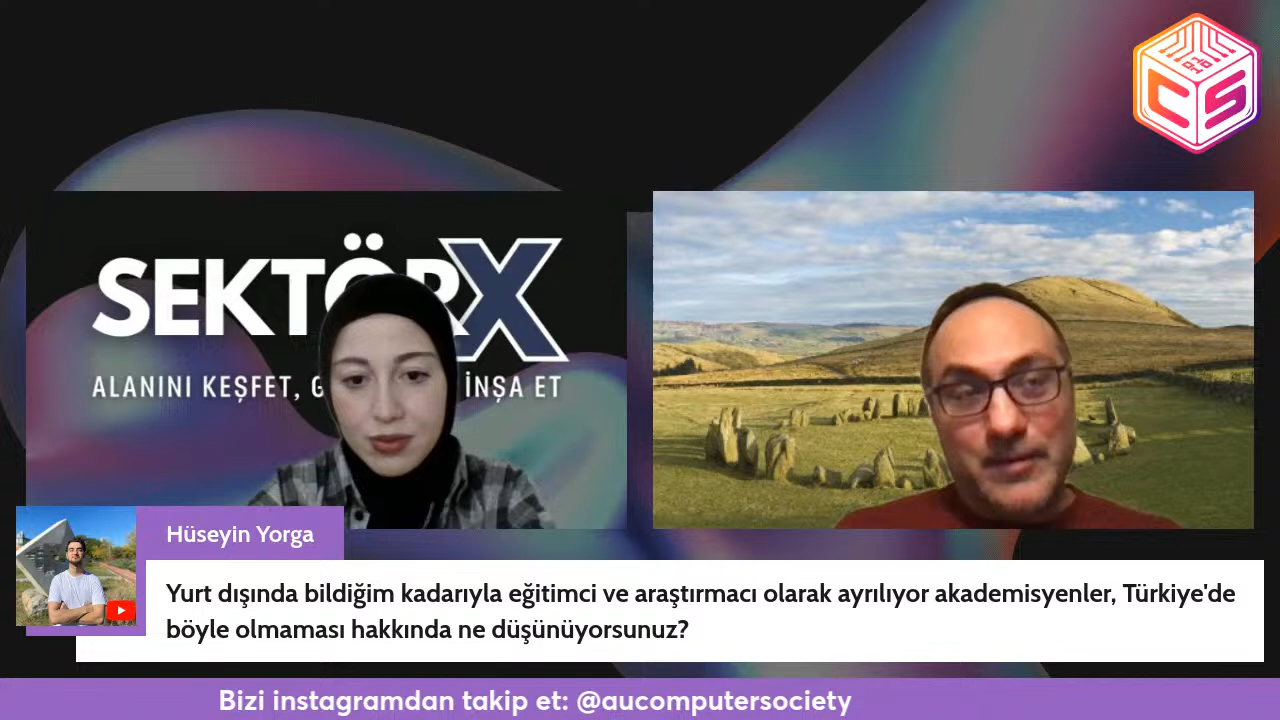 CS
SEKTÖRX
ALANINI KEŞFET, G İNŞA ET
Hüseyin Yorga
Yurt dışında bildiğim kadarıyla eğitimci ve araştırmacı olarak ayrılıyor akademisyenler, Türkiye'de
böyle olmaması hakkında ne düşünüyorsunuz?
Bizi instagramdan takip et: @aucomputersociety